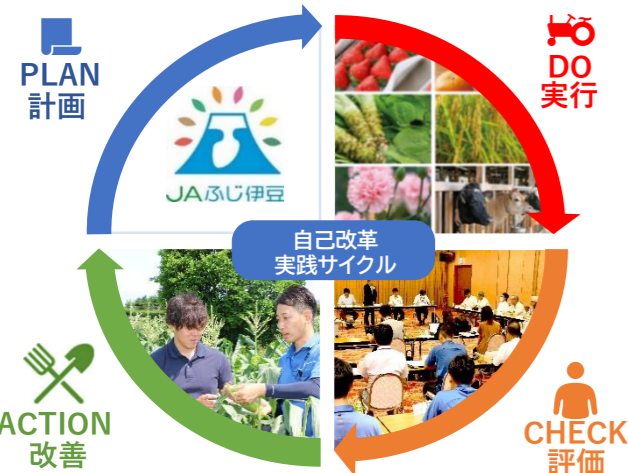 PLAN
計画
DO
実行
JAふじ伊豆
自己改革
実践サイクル
ACTION
改善
CHECK
評価